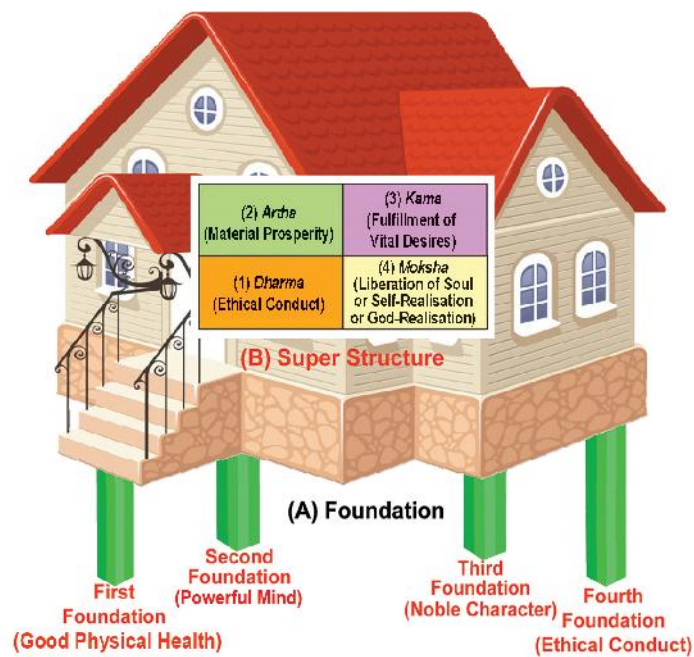 (2) Artha
(Material Prosperity)
(3) Kama
(Fulfillment of
Vital Desires)
(1) Dharma
(Ethical Conduct)
(4) Moksha
(Liberation of Soul
or Self-Realisation
or God-Realisation)
(B) Super Structure
(A) Foundation
First
Foundation
(Good Physical Health)
Second
Foundation
(Powerful Mind)
Third
Foundation
(Noble Character)
Fourth
Foundation
(Ethical Conduct)